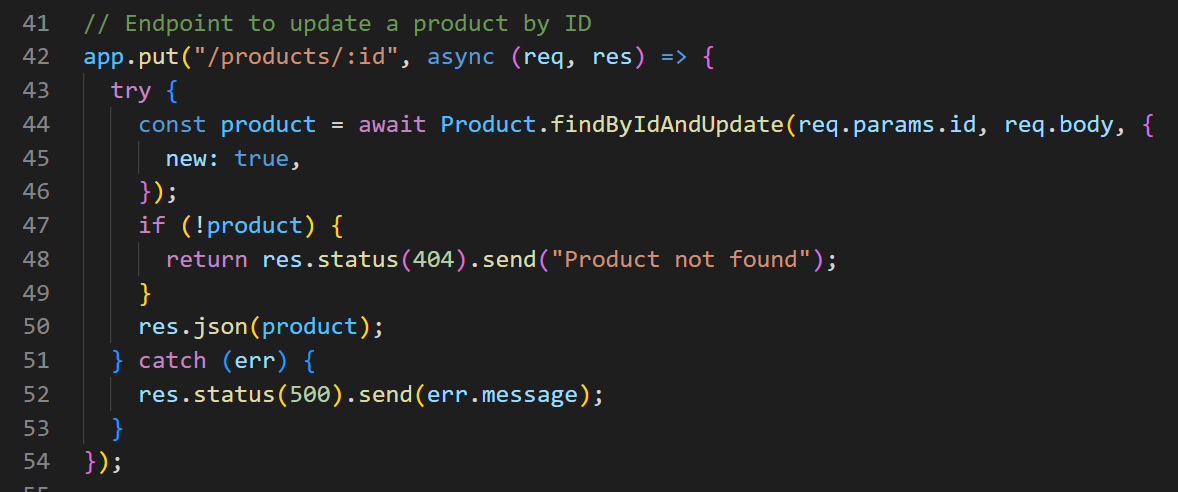 41 // Endpoint to update a product by ID
42 app.put("/products/:id", async (req, res) => {
43   try {
44     const product = await Product.findByIdAndUpdate(req.params.id, req.body, {
45       new: true,
46     });
47     if (!product) {
48       return res.status(404).send("Product not found");
49     }
50     res.json(product);
51   } catch (err) {
52     res.status(500).send(err.message);
53   }
54 });